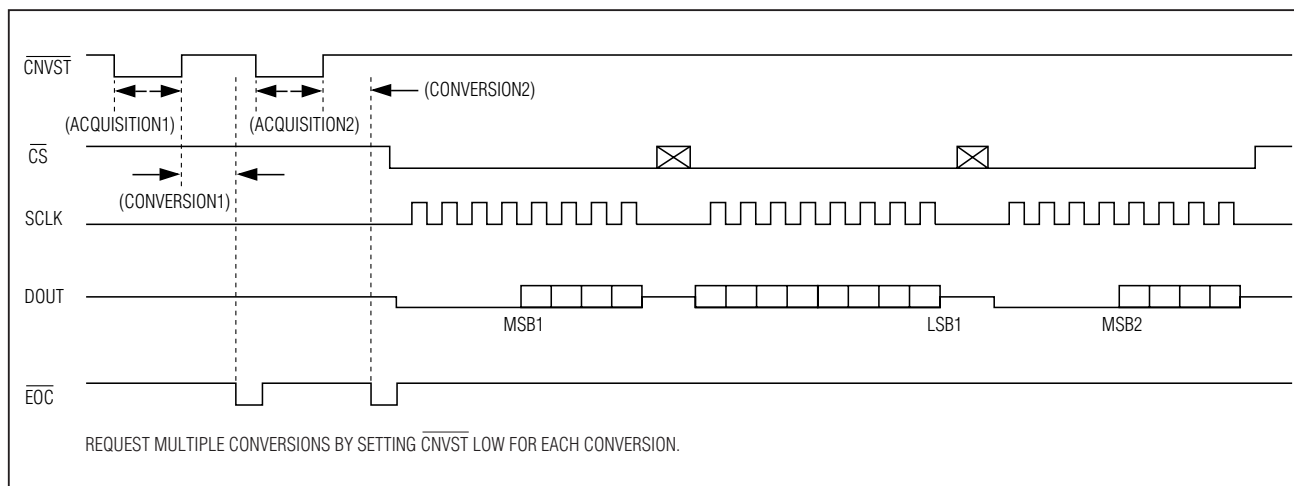 CNVST
(CONVERSION2)
(ACQUISITION1) (ACQUISITION2)
CS
(CONVERSION1)
SCLK
DOUT
MSB1 LSB1 MSB2
EOC
REQUEST MULTIPLE CONVERSIONS BY SETTING CNVST LOW FOR EACH CONVERSION.